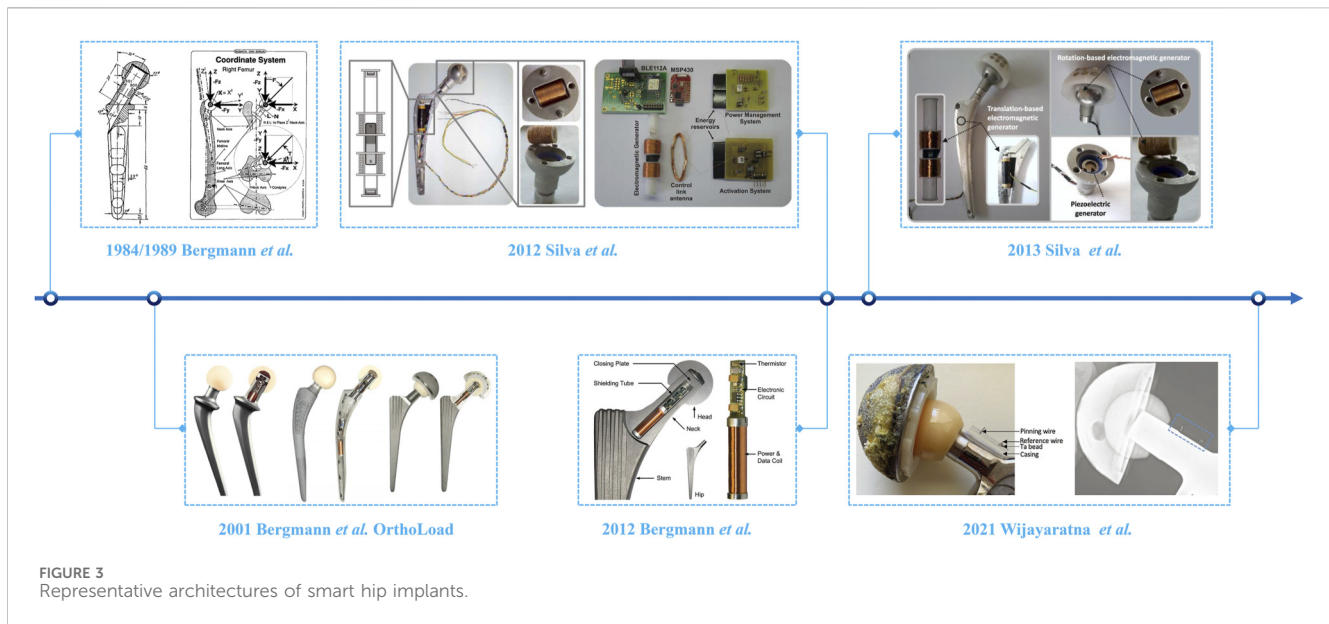 Coordinate System
Right Femur
Z
-Fz
-Fy
X
Neck Axis
BLE112A
MSP430
Energy
reservoirs
Power Management
System
Electromagnetic Generator
Control
link
antenna
Activation System
Rotation-based electromagnetic
generator
Translation-based
electromagnetic
generator
Piezoelectric
generator
1984/1989 Bergmann et al.
2012 Silva et al.
2013 Silva et al.
Closing Plate
Shielding Tube
Head
Neck
Stem
Hip
Thermistor
Electronic
Circuit
Power &
Data Coil
Pinning wire
Reference wire
Ta bead
Casing
2001 Bergmann et al. OrthoLoad
2012 Bergmann et al.
2021 Wijayaratna et al.
FIGURE 3
Representative architectures of smart hip implants.